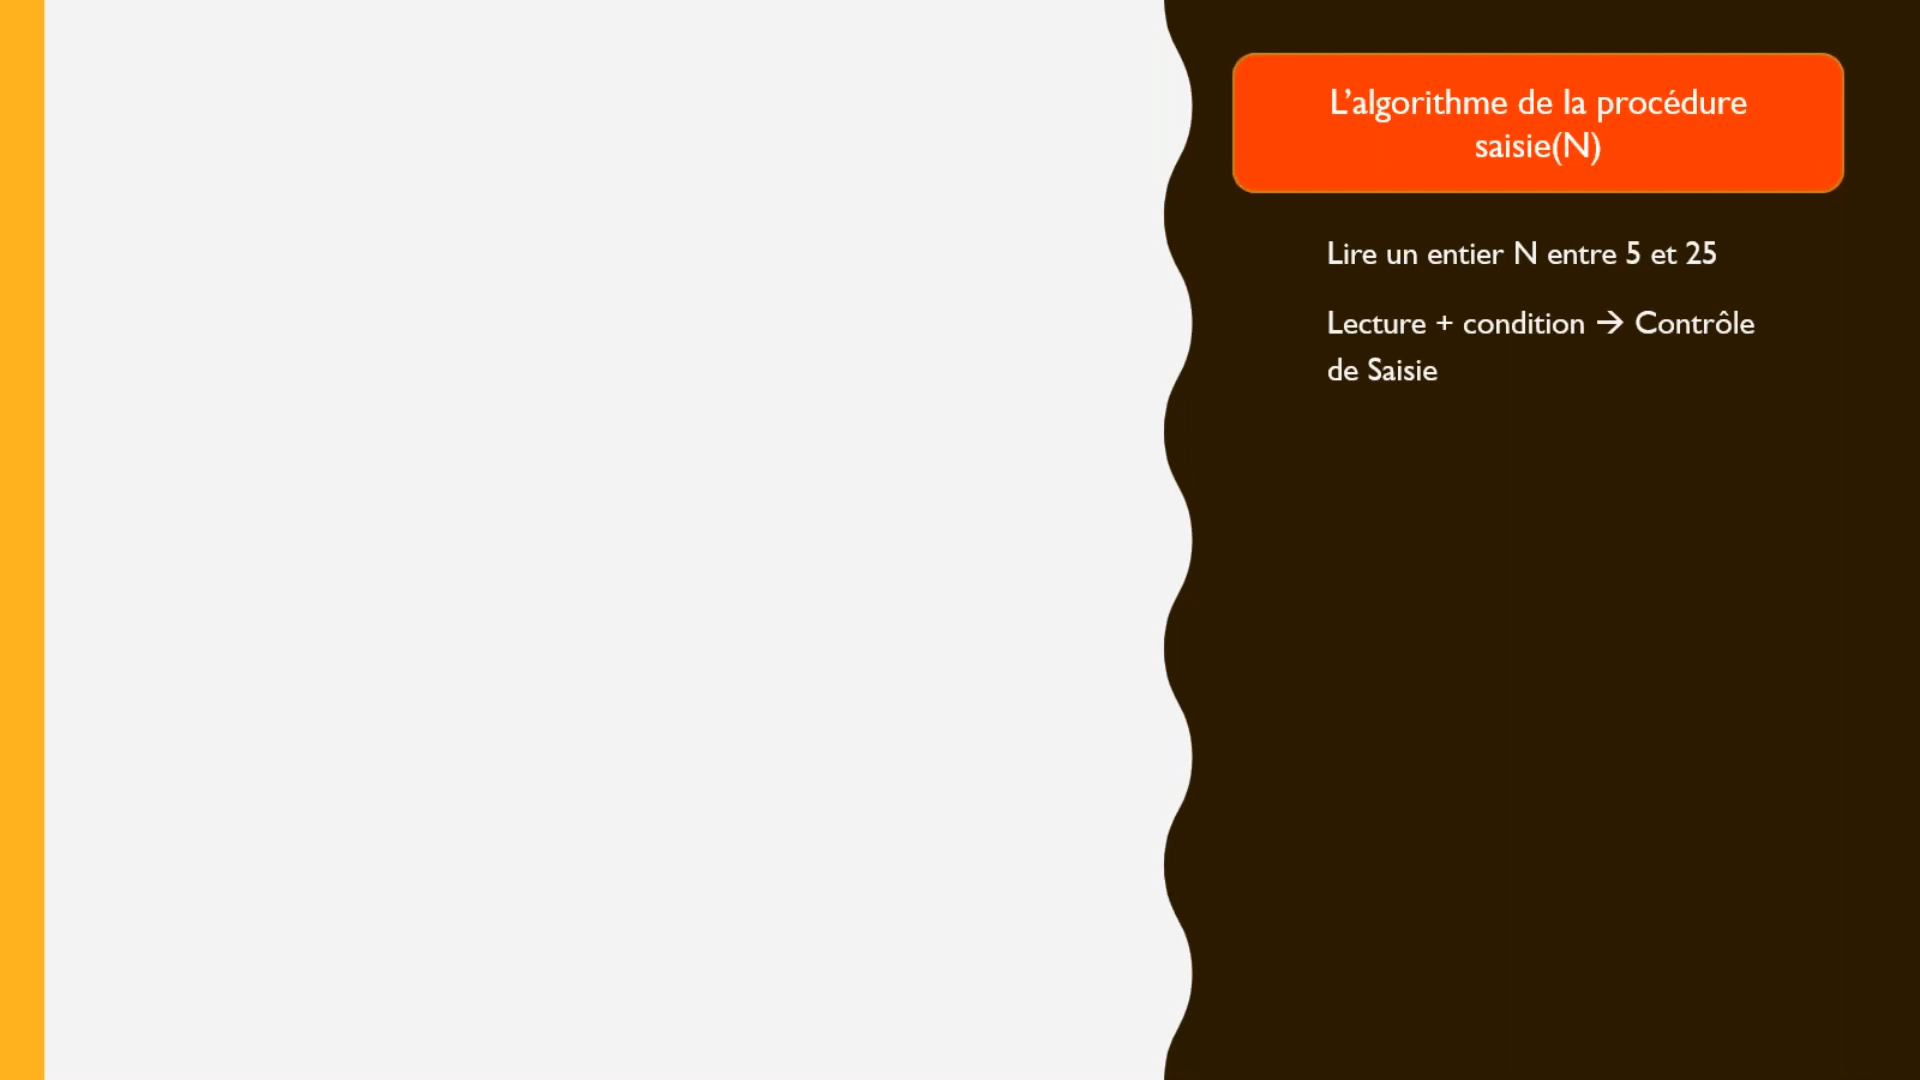 L’algorithme de la procédure
saisie(N)
Lire un entier N entre 5 et 25
Lecture + condition → Contrôle
de Saisie